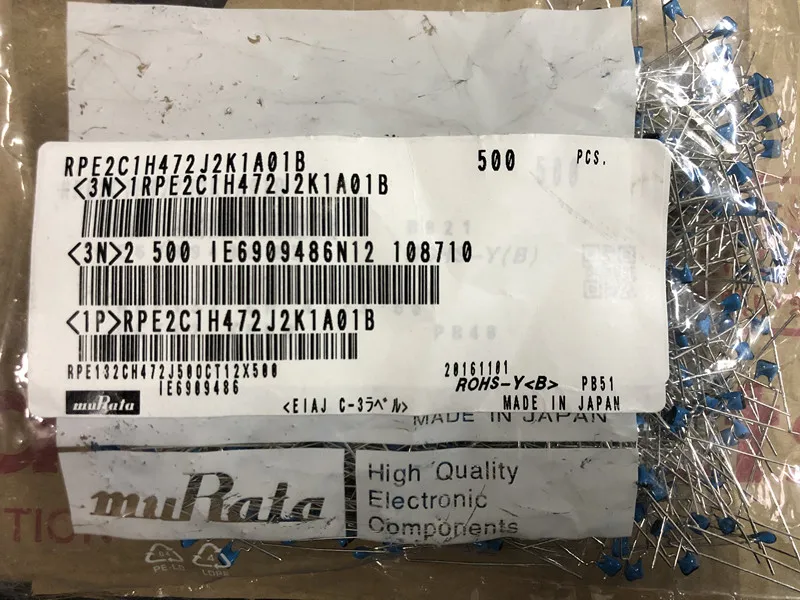 RPE2C1H472J2K1A01B 500 PCS.
<3N>1RPE2C1H472J2K1A01B
<3N>2 500 IE6909486N12 108710
<1P>RPE2C1H472J2K1A01B
RPE132CH472J50OCT12X500
IE6909486
20161101
ROHS-Y<B> PB51
muRata
<EIAJ C-3ラベル>
MADE IN JAPAN
MADE IN JAPAN
muRata
High Quality
Electronic
Components